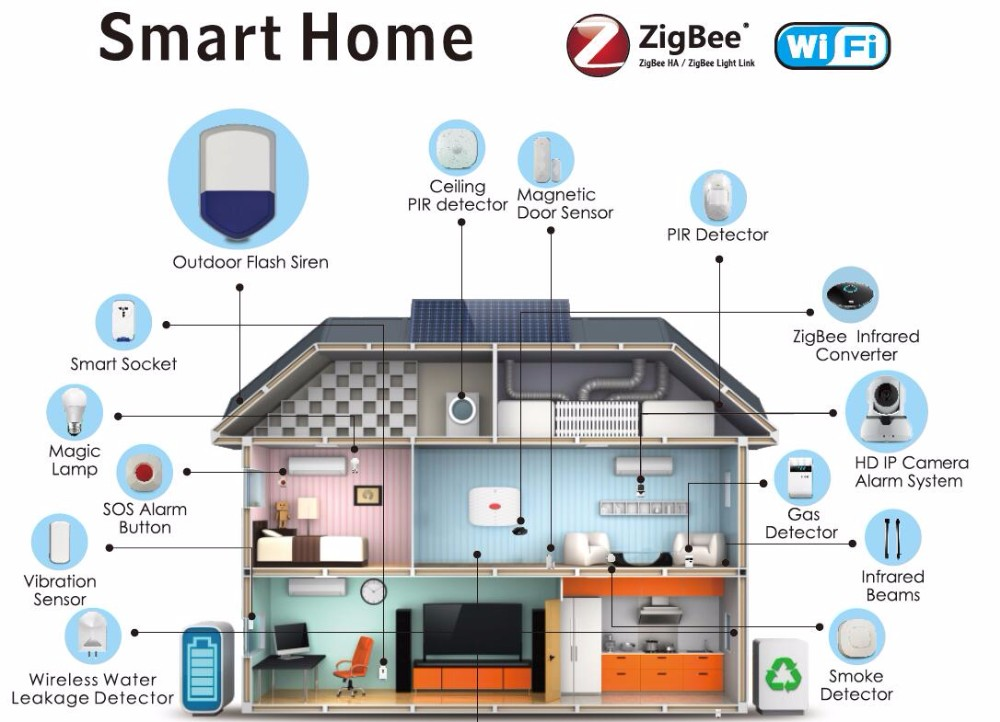 Smart Home
ZigBee®
ZigBee HA / ZigBee Light Link
Wi Fi
Ceiling
PIR detector
Magnetic
Door Sensor
PIR Detector
Outdoor Flash Siren
ZigBee Infrared
Converter
Smart Socket
Magic
Lamp
HD IP Camera
Alarm System
SOS Alarm
Button
Gas
Detector
Vibration
Sensor
Infrared
Beams
Wireless Water
Leakage Detector
Smoke
Detector